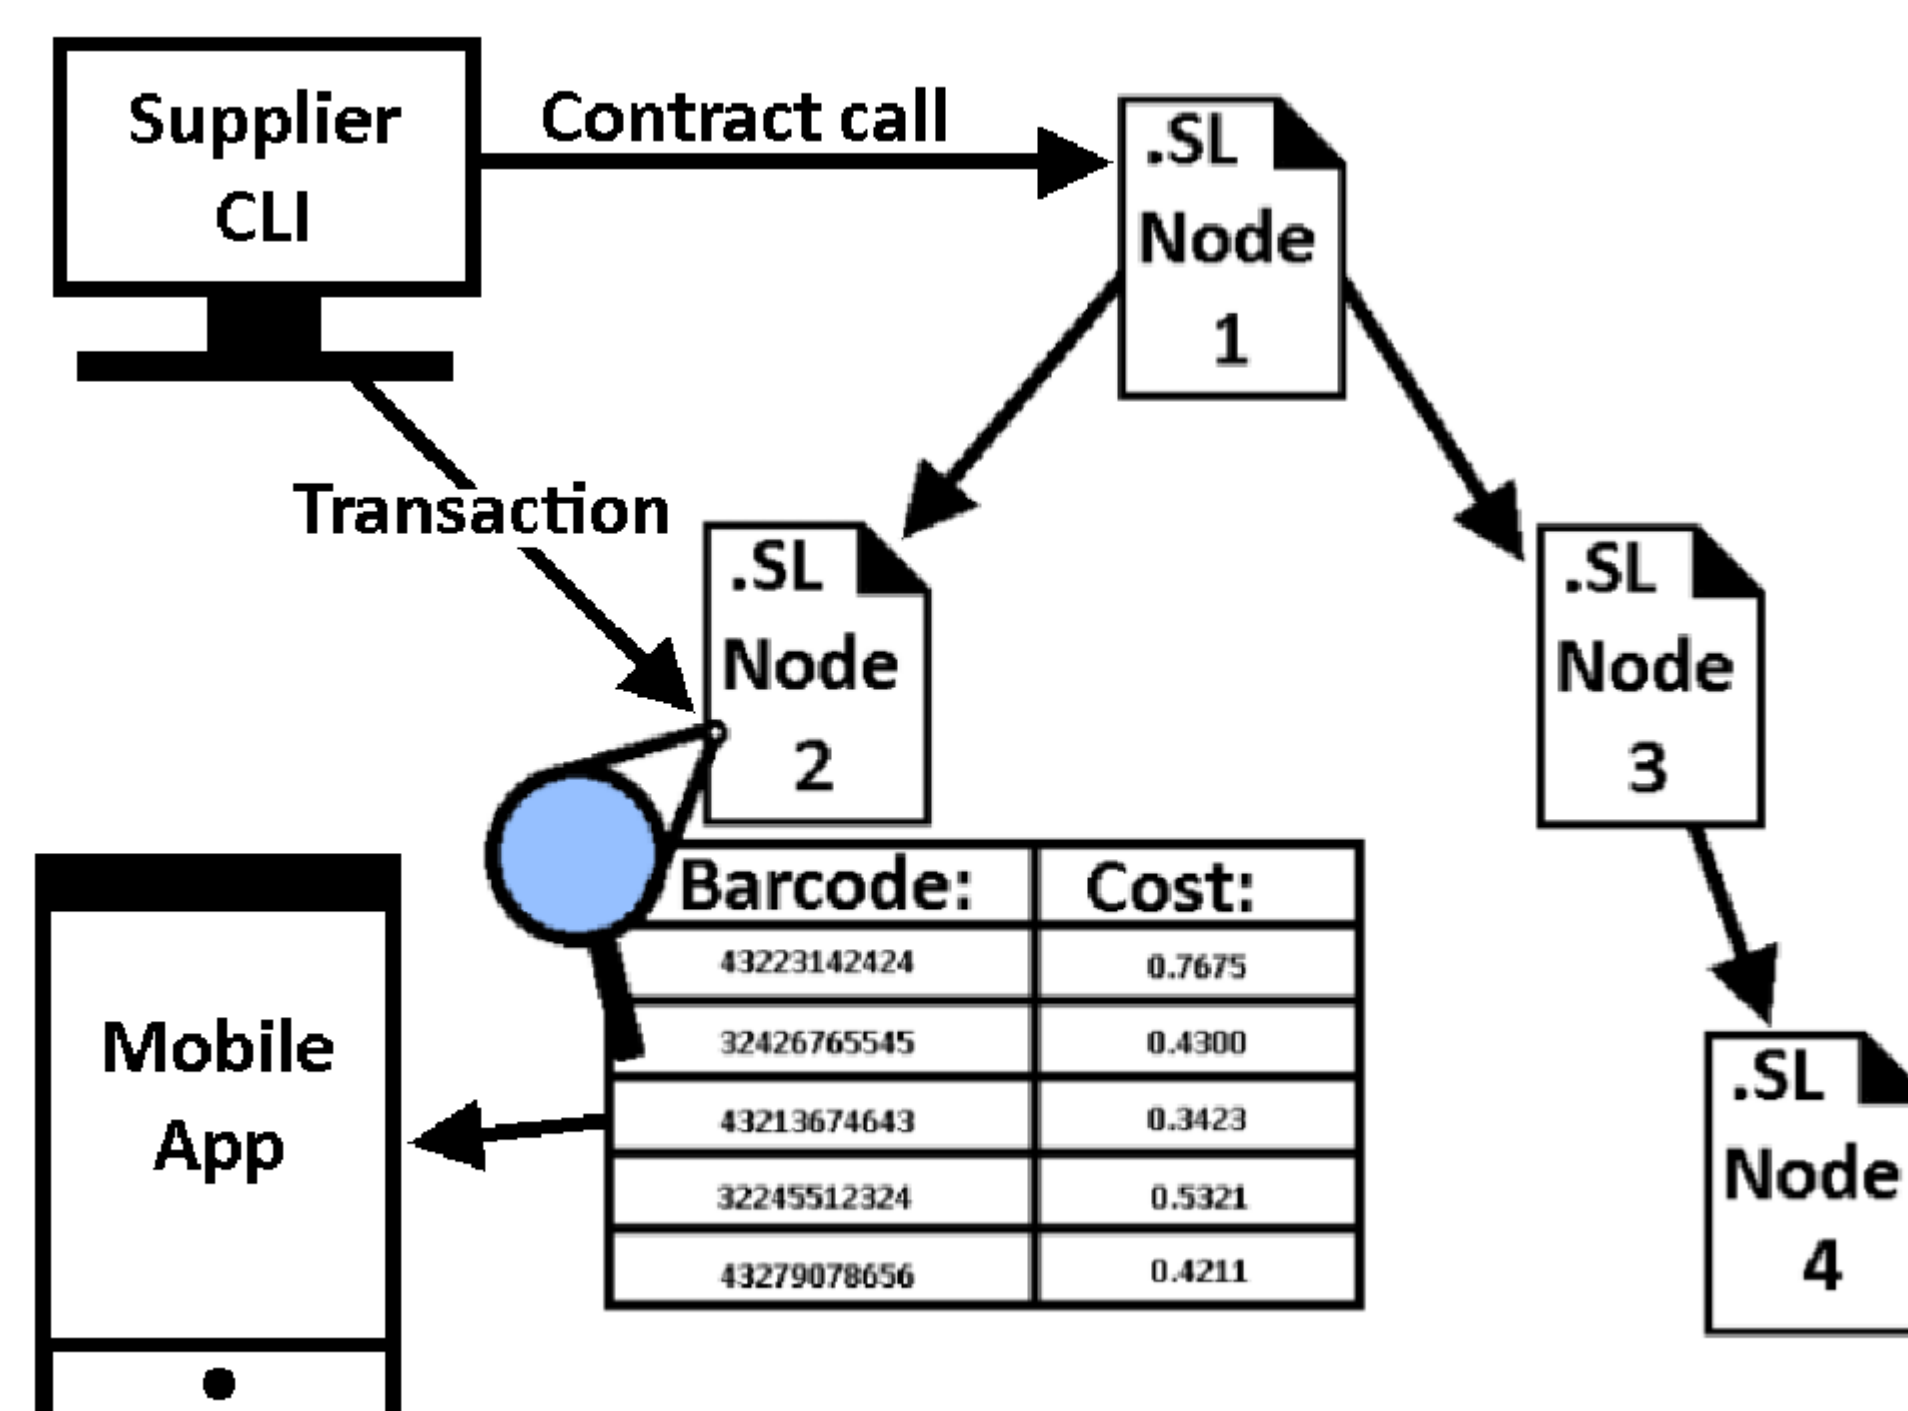 Supplier
CLI
Contract call
.SL
Node
1
Transaction
.SL
Node
2
.SL
Node
3
Barcode: Cost:
43223142424 0.7675
32426765545 0.4300
43213674643 0.3423
32245512324 0.5321
43279078656 0.4211
Mobile
App
.SL
Node
4